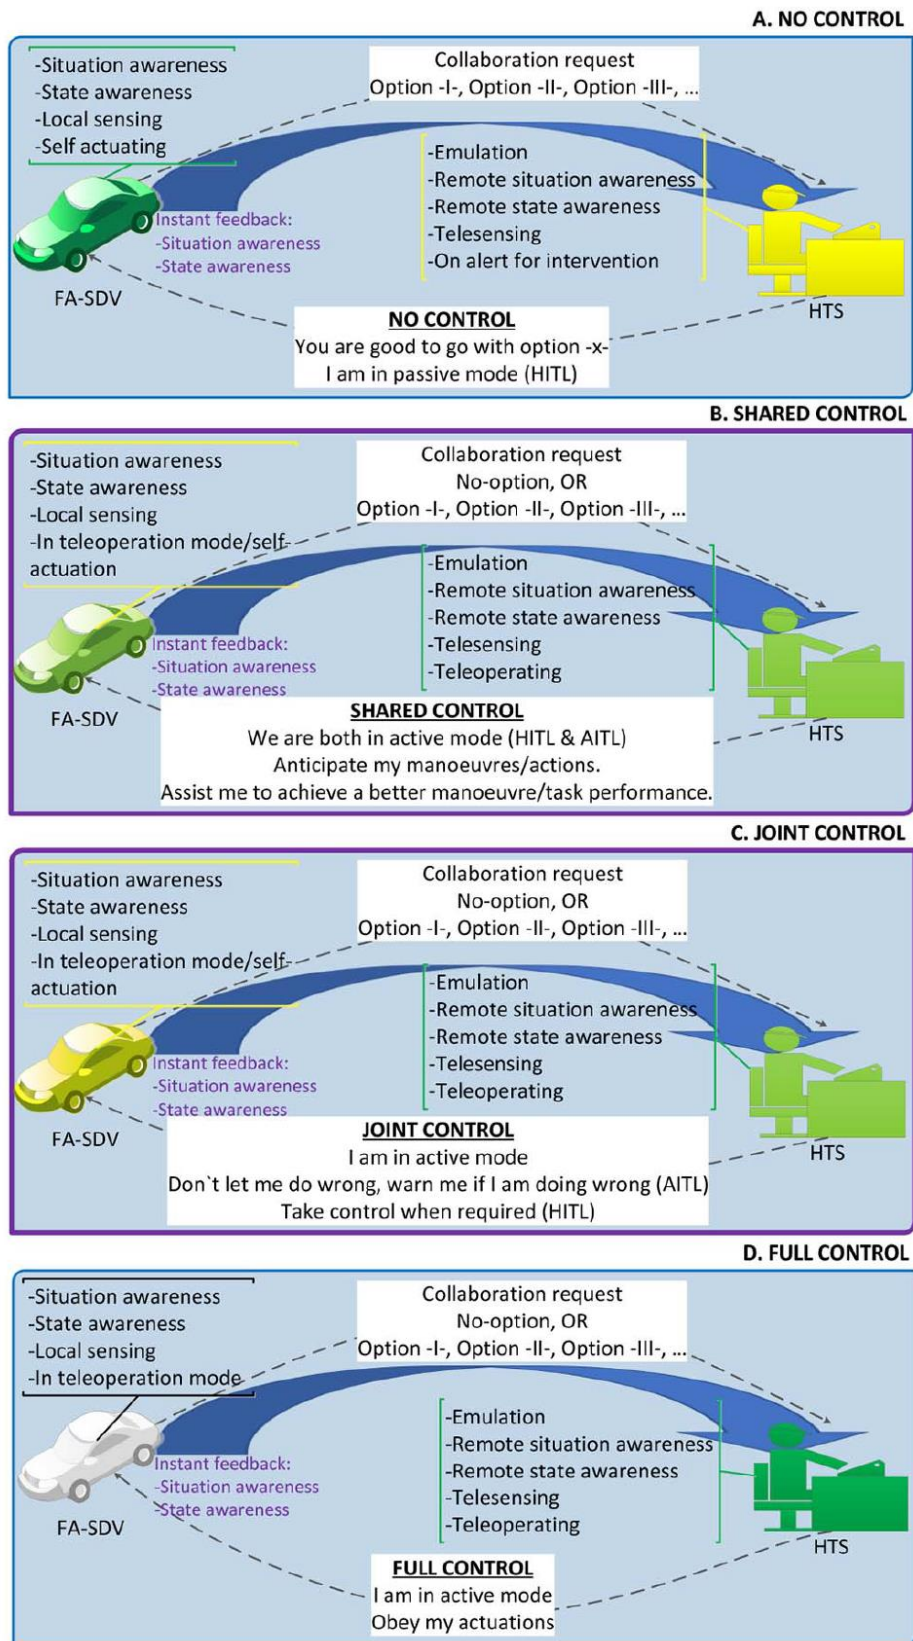 A. NO CONTROL
-Situation awareness
-State awareness
-Local sensing
-Self actuating
Collaboration request
Option -I-, Option -II-, Option -III-, ...
-Emulation
-Remote situation awareness
-Remote state awareness
-Telesensing
-On alert for intervention
Instant feedback:
-Situation awareness
-State awareness
FA-SDV
HTS
NO CONTROL
You are good to go with option -x-
I am in passive mode (HITL)
B. SHARED CONTROL
-Situation awareness
-State awareness
-Local sensing
-In teleoperation mode/self-
actuation
Collaboration request
No-option, OR
Option -I-, Option -II-, Option -III-, ...
-Emulation
-Remote situation awareness
-Remote state awareness
-Telesensing
-Teleoperating
Instant feedback:
-Situation awareness
-State awareness
FA-SDV
HTS
SHARED CONTROL
We are both in active mode (HITL & AITL)
Anticipate my manoeuvres/actions.
Assist me to achieve a better manoeuvre/task performance.
C. JOINT CONTROL
-Situation awareness
-State awareness
-Local sensing
-In teleoperation mode/self-
actuation
Collaboration request
No-option, OR
Option -I-, Option -II-, Option -III-, ...
-Emulation
-Remote situation awareness
-Remote state awareness
-Telesensing
-Teleoperating
Instant feedback:
-Situation awareness
-State awareness
FA-SDV
HTS
JOINT CONTROL
I am in active mode
Don`t let me do wrong, warn me if I am doing wrong (AITL)
Take control when required (HITL)
D. FULL CONTROL
-Situation awareness
-State awareness
-Local sensing
-In teleoperation mode
Collaboration request
No-option, OR
Option -I-, Option -II-, Option -III-, ...
-Emulation
-Remote situation awareness
-Remote state awareness
-Telesensing
-Teleoperating
Instant feedback:
-Situation awareness
-State awareness
FA-SDV
HTS
FULL CONTROL
I am in active mode
Obey my actuations